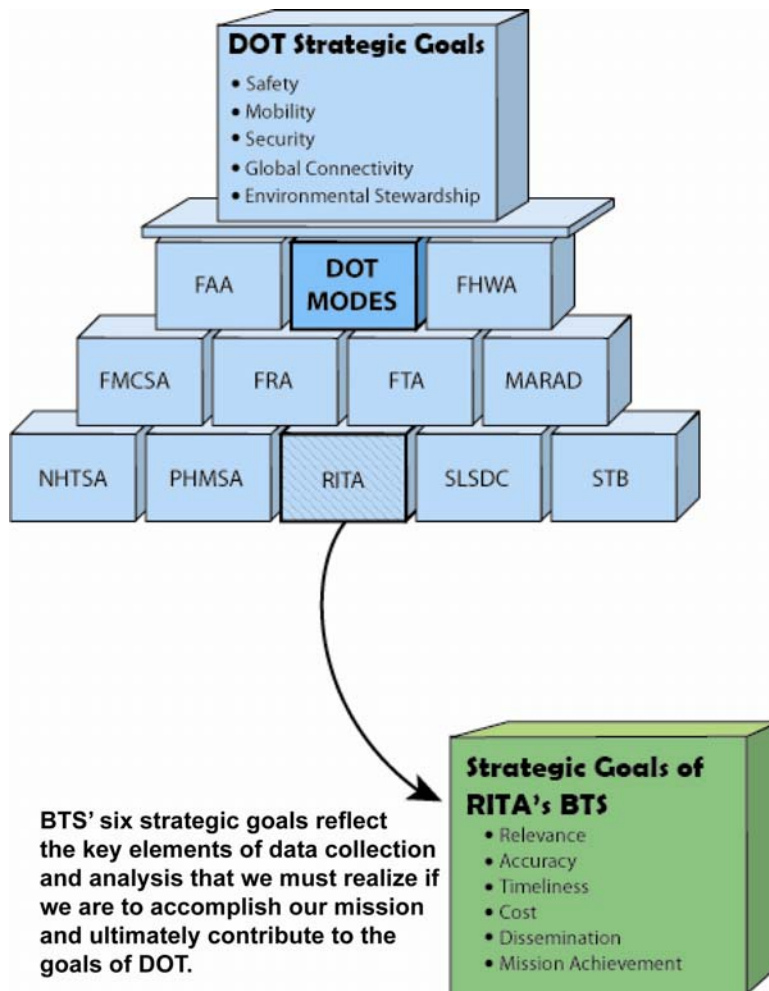 DOT Strategic Goals
• Safety
• Mobility
• Security
• Global Connectivity
• Environmental Stewardship
FAA
DOT
MODES
FHWA
FMCSA
FRA
FTA
MARAD
NHTSA
PHMSA
RITA
SLSDC
STB
BTS' six strategic goals reflect
the key elements of data collection
and analysis that we must realize if
we are to accomplish our mission
and ultimately contribute to the
goals of DOT.
Strategic Goals of
RITA's BTS
• Relevance
• Accuracy
• Timeliness
• Cost
• Dissemination
• Mission Achievement